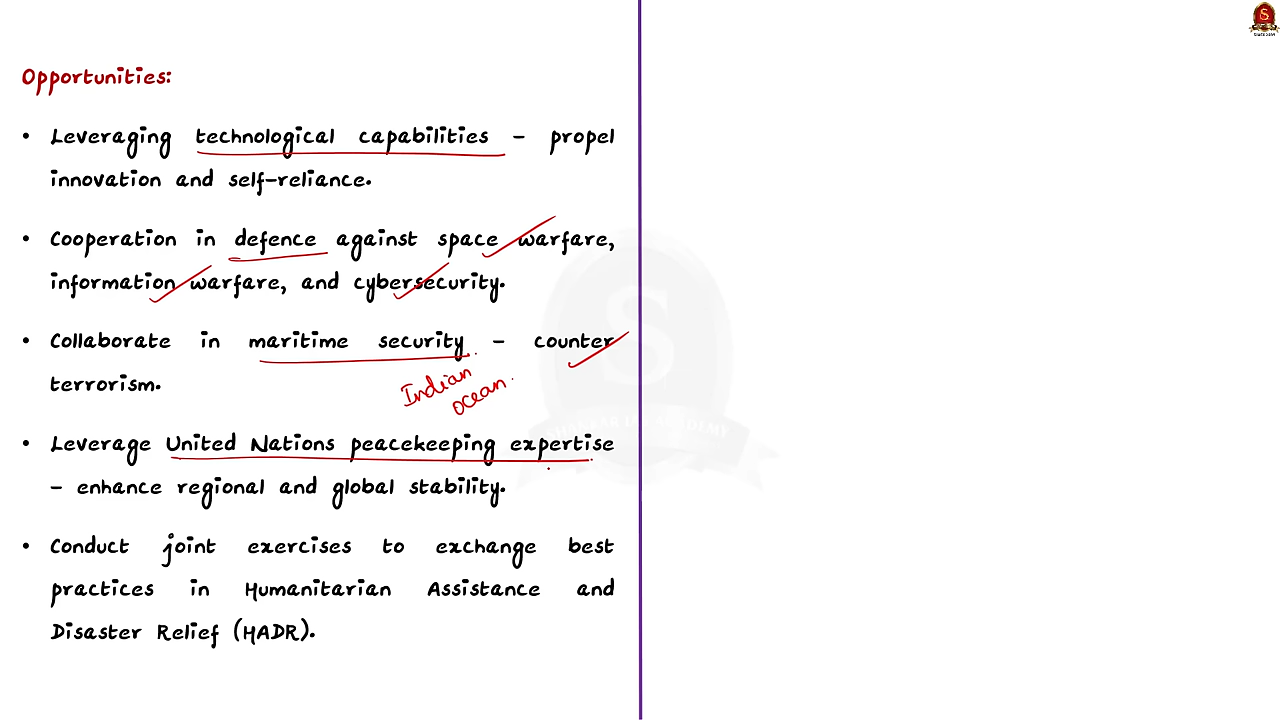 Opportunities:
• Leveraging technological capabilities – propel
innovation and self-reliance.
• Cooperation in defence against space warfare,
information warfare, and cybersecurity.
• Collaborate in maritime security – counter
terrorism.
Indian
ocean.
• Leverage United Nations peacekeeping expertise
– enhance regional and global stability.
• Conduct joint exercises to exchange best
practices in Humanitarian Assistance and
Disaster Relief (HADR).
S
S